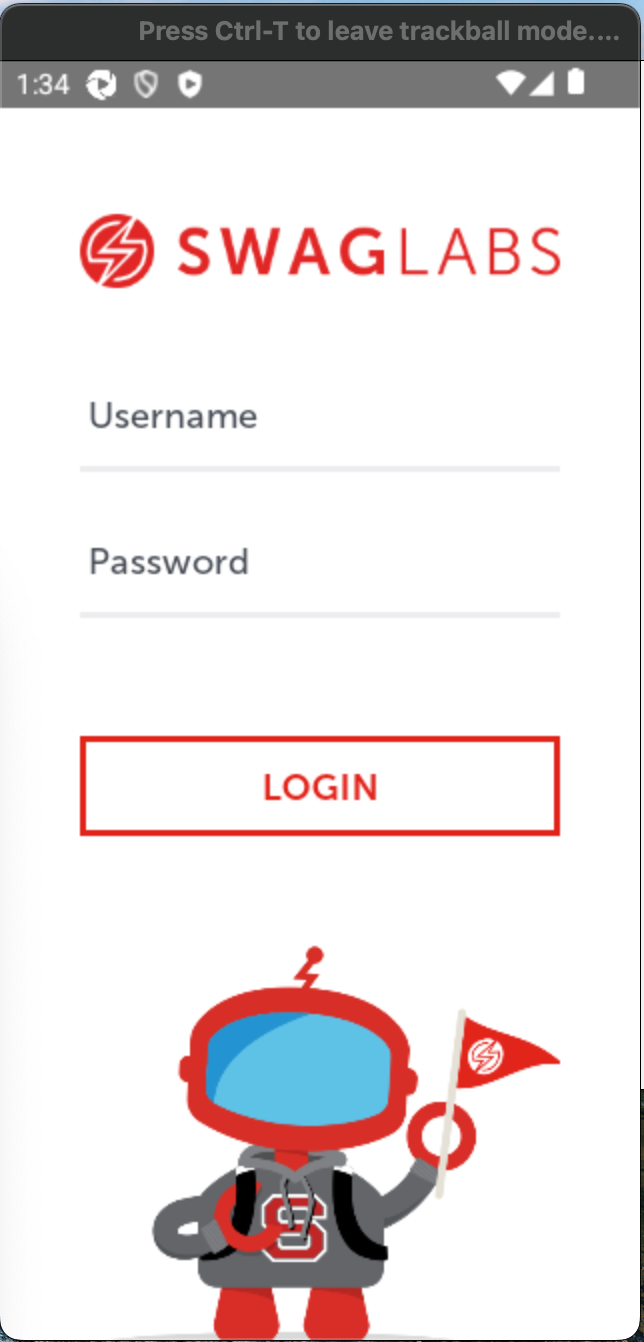 Press Ctrl-T to leave trackball mode....
1:34
SWAGLABS
Username
Password
LOGIN
S